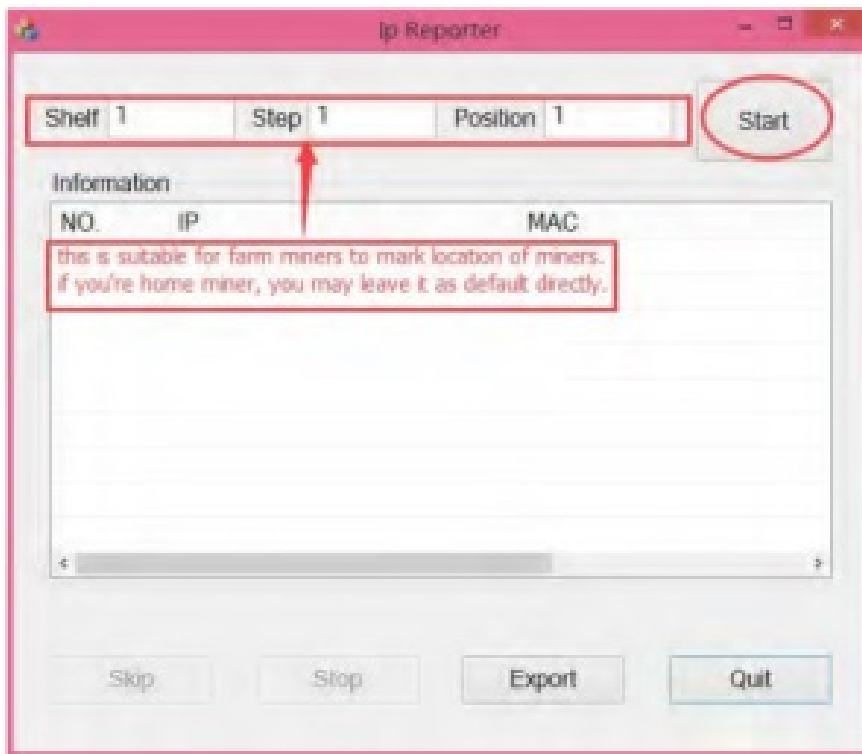 Ip Reporter
Shelf 1 Step 1 Position 1 Start
Information
NO. IP MAC
this is suitable for farm miners to mark location of miners.
if you're home miner, you may leave it as default directly.
Skip Stop Export Quit